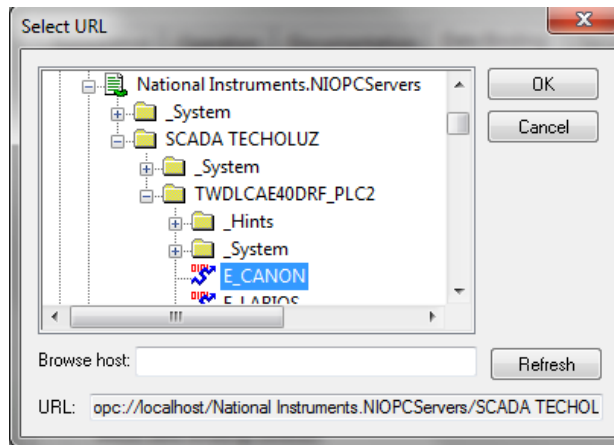 Select URL
National Instruments.NIOPCServers
OK
_System
Cancel
SCADA TECHOLUZ
_System
TWDLCAE40DRF_PLC2
_Hints
_System
E_CANON
E_LABIOS
Browse host:
Refresh
URL: opc://localhost/National Instruments.NIOPCServers/SCADA TECHOL